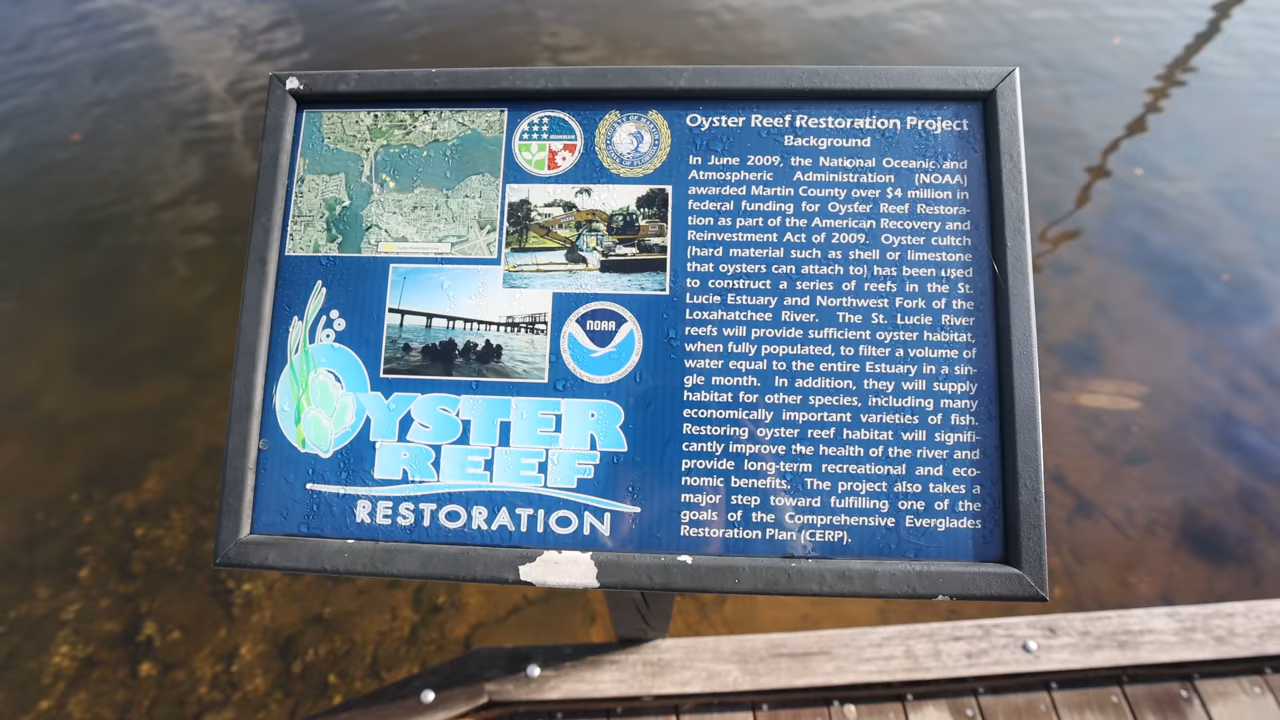 Oyster Reef Restoration Project
Background
In June 2009, the National Oceanic and
Atmospheric Administration (NOAA)
awarded Martin County over $4 million in
federal funding for Oyster Reef Restora-
tion as part of the American Recovery and
Reinvestment Act of 2009. Oyster cultch
(hard material such as shell or limestone
that oysters can attach to) has been used
to construct a series of reefs in the St.
Lucie Estuary and Northwest Fork of the
Loxahatchee River. The St. Lucie River
reefs will provide sufficient oyster habitat,
when fully populated, to filter a volume of
water equal to the entire Estuary in a sin-
gle month. In addition, they will supply
habitat for other species, including many
economically important varieties of fish.
Restoring oyster reef habitat will signifi-
cantly improve the health of the river and
provide long-term recreational and eco-
nomic benefits. The project also takes a
major step toward fulfilling one of the
goals of the Comprehensive Everglades
Restoration Plan (CERP).
NOAA
OYSTER
REEF
RESTORATION